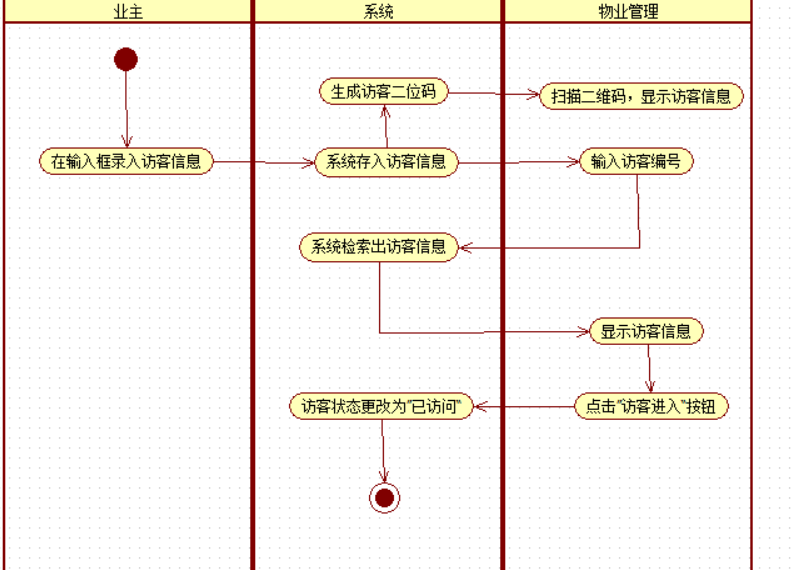 业主
系统
物业管理
生成访客二位码
扫描二维码，显示访客信息
在输入框录入访客信息
系统存入访客信息
输入访客编号
系统检索出访客信息
显示访客信息
访客状态更改为"已访问"
点击"访客进入"按钮